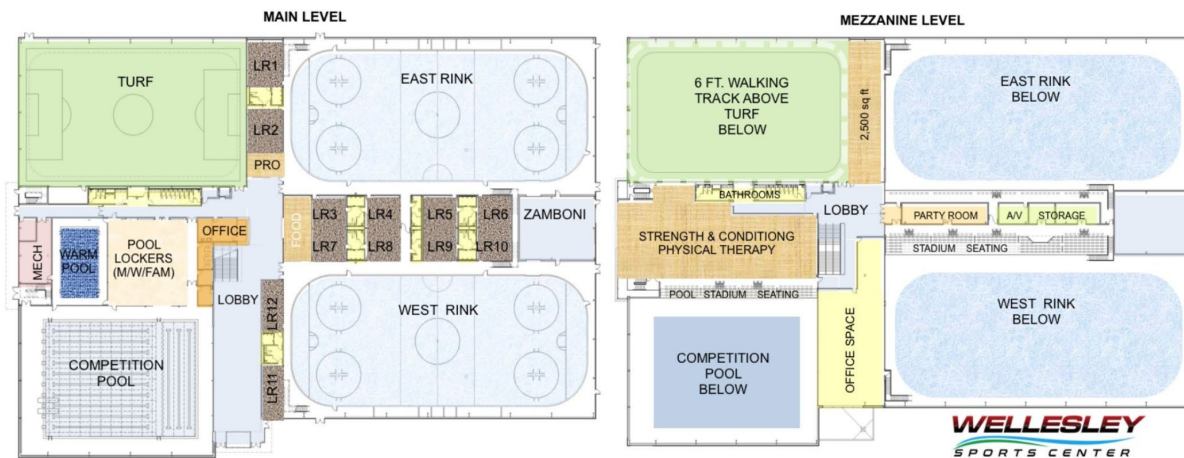 MAIN LEVEL
TURF
LR1
LR2
PRO
EAST RINK
FOOD
LR3
LR4
LR5
LR6
LR7
LR8
LR9
LR10
ZAMBONI
OFFICE
MECH
WARM
POOL
POOL
LOCKERS
(M/W/FAM)
LOBBY
LR12
LR11
WEST RINK
COMPETITION
POOL
MEZZANINE LEVEL
6 FT. WALKING
TRACK ABOVE
TURF
BELOW
2,500 sq ft
EAST RINK
BELOW
BATHROOMS
LOBBY
PARTY ROOM
A/V
STORAGE
STADIUM SEATING
STRENGTH & CONDITIONG
PHYSICAL THERAPY
POOL STADIUM SEATING
OFFICE SPACE
COMPETITION
POOL
BELOW
WEST RINK
BELOW
WELLESLEY
SPORTS CENTER